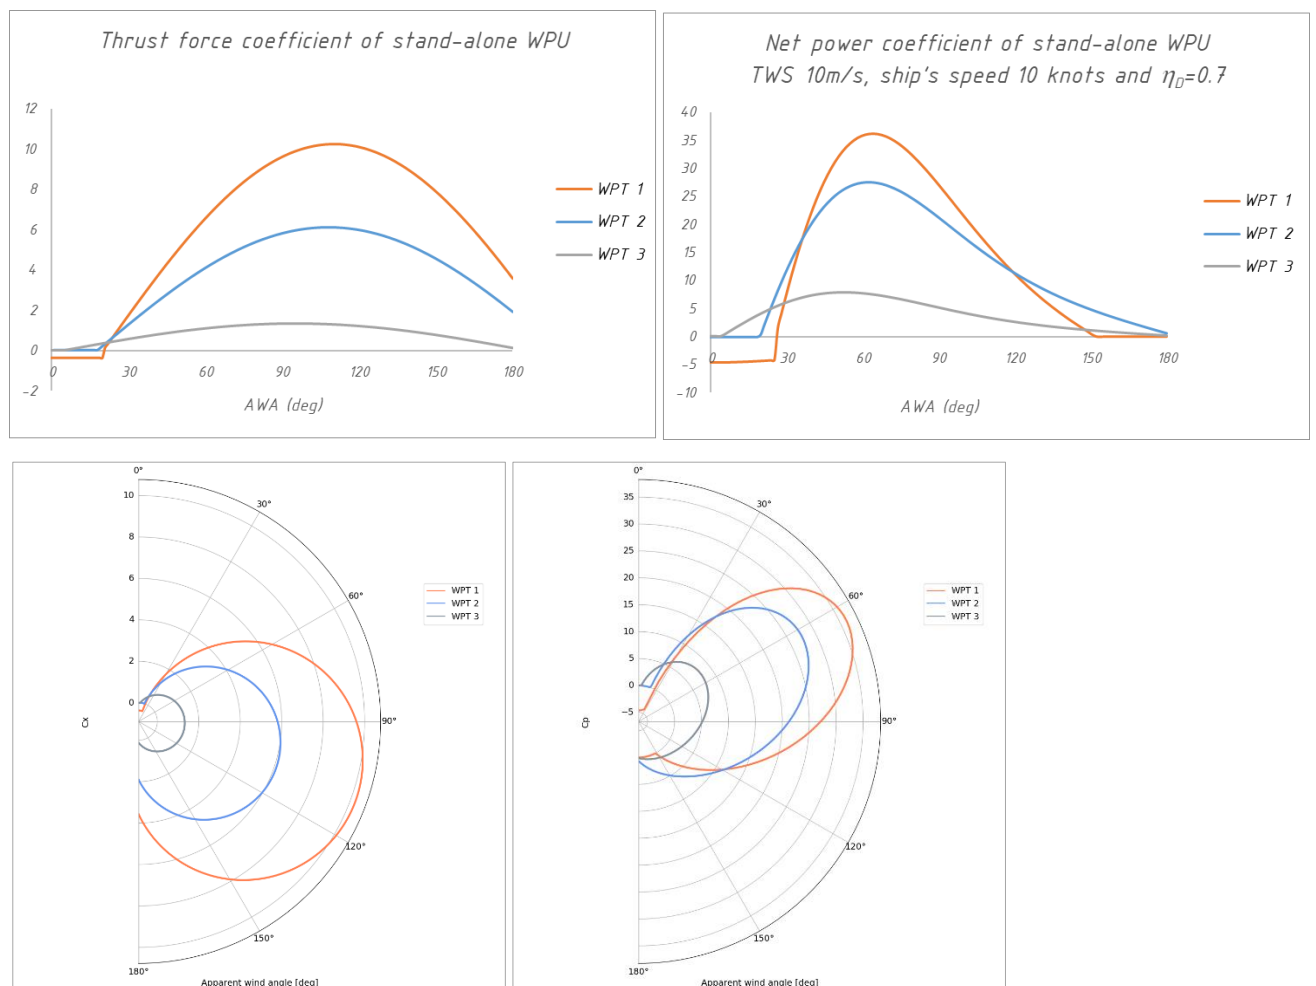 Thrust force coefficient of stand-alone WPU
12
10
8
6
4
2
0
-2
0 30 60 90 120 150 180
AWA (deg)
WPT 1
WPT 2
WPT 3
Net power coefficient of stand-alone WPU
TWS 10m/s, ship's speed 10 knots and ηD=0.7
40
35
30
25
20
15
10
5
0
-5
-10
0 30 60 90 120 150 180
AWA (deg)
WPT 1
WPT 2
WPT 3
0°
30°
60°
90°
120°
150°
180°
10
8
6
4
2
0
Cx
WPT 1
WPT 2
WPT 3
Apparent wind angle [deg]
0°
30°
60°
90°
120°
150°
180°
35
30
25
20
15
10
5
0
−5
Cp
WPT 1
WPT 2
WPT 3
Apparent wind angle [deg]